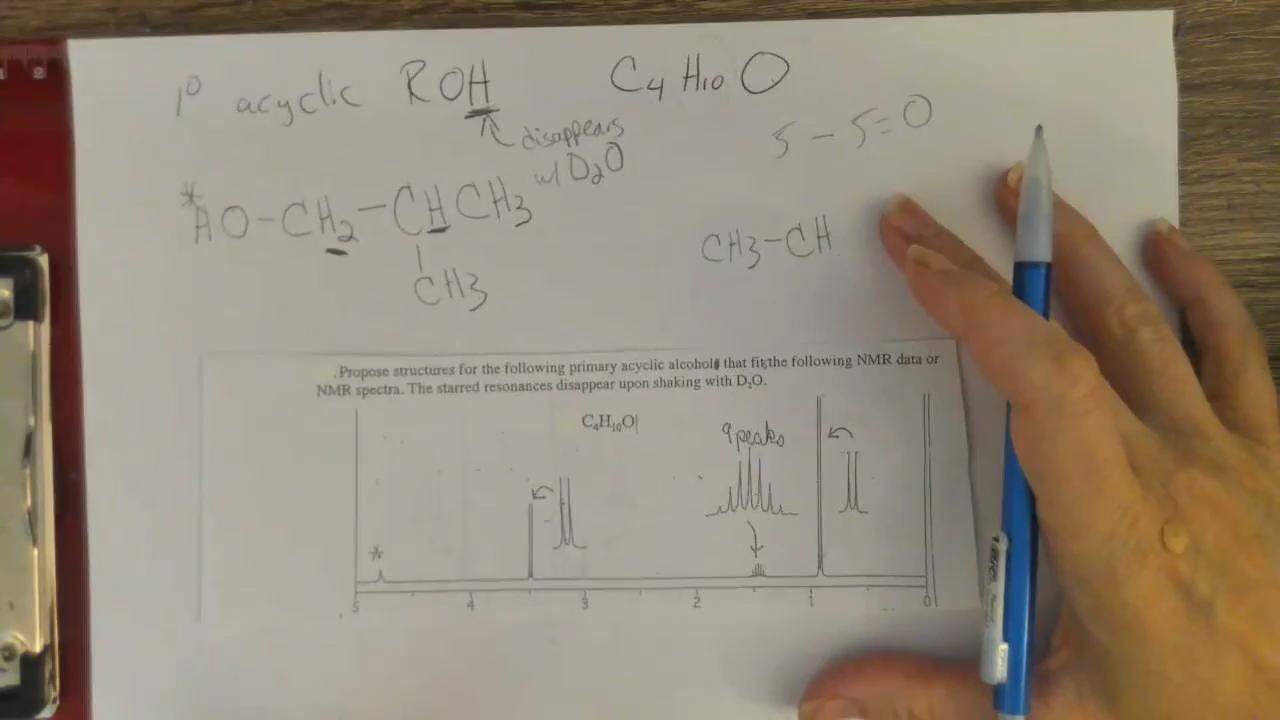 1° acyclic ROH C4H10O
disappears
w/ D2O
5 - 5 = 0
*HO-CH2-CHCH3
CH3
CH3-CH
Propose structures for the following primary acyclic alcohol that fit the following NMR data or
NMR spectra. The starred resonances disappear upon shaking with D2O.
C4H10O
9 peaks
*
5 4 3 2 1 0
1 2